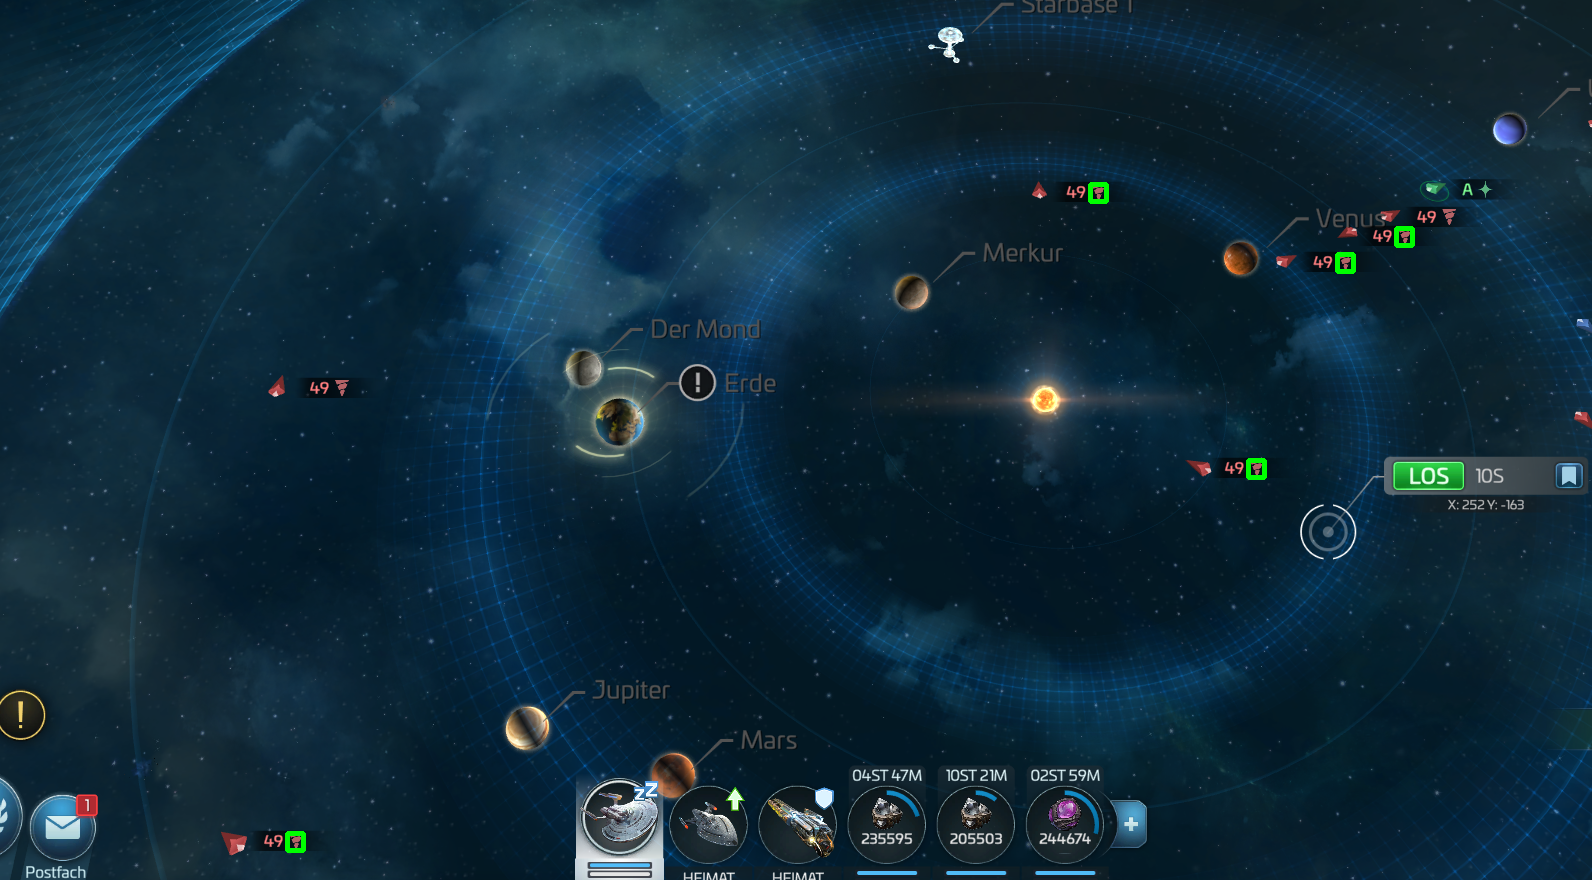 Starbase 1
A
49
Venus
49
49
49
Merkur
Der Mond
Erde
49
49
LOS 10S
X: 252 Y: -163
Jupiter
Mars
04ST 47M
10ST 21M
02ST 59M
1
235595
205503
244674
49
Postfach
HEIMAT
HEIMAT